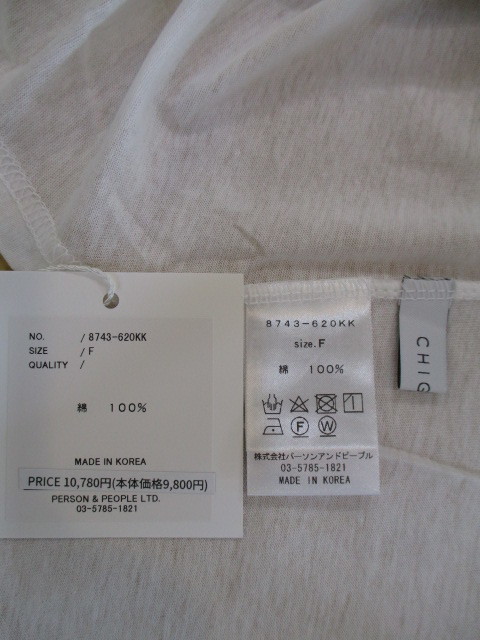 NO. / 8743-620KK
SIZE / F
QUALITY /
綿 100%
MADE IN KOREA
PRICE 10,780円(本体価格9,800円)
PERSON & PEOPLE LTD.
03-5785-1821
8743-620KK
size.F
綿 100%
F W
株式会社パーソンアンドピープル
03-5785-1821
MADE IN KOREA
CHIG